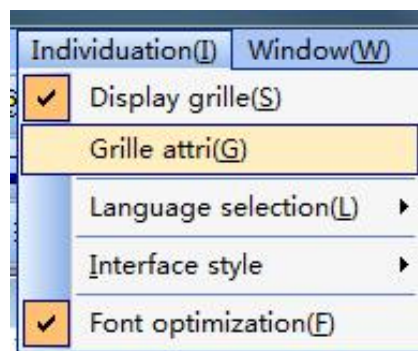 Individuation(I) Window(W)
Display grille(S)
Grille attri(G)
Language selection(L)
Interface style
Font optimization(F)